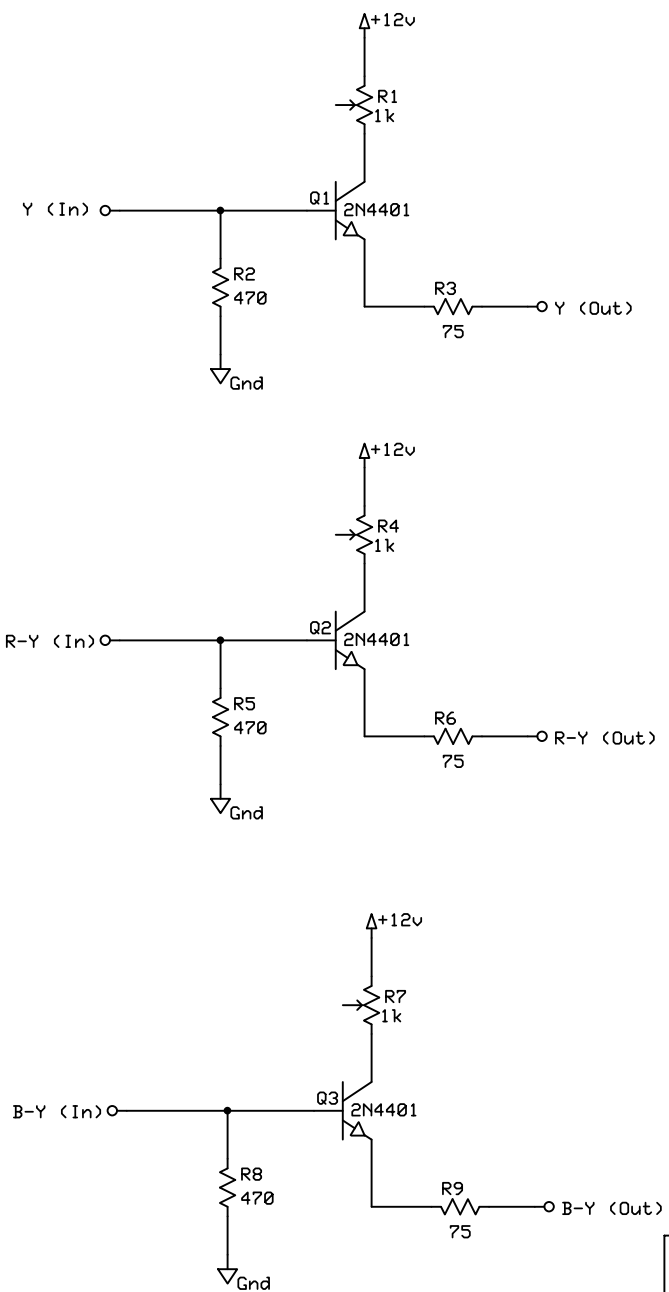 +12v
R1
1k
Q1
2N4401
Y (In)
R2
470
R3
75
Y (Out)
Gnd
+12v
R4
1k
Q2
2N4401
R-Y (In)
R5
470
R6
75
R-Y (Out)
Gnd
+12v
R7
1k
Q3
2N4401
B-Y (In)
R8
470
R9
75
B-Y (Out)
Gnd